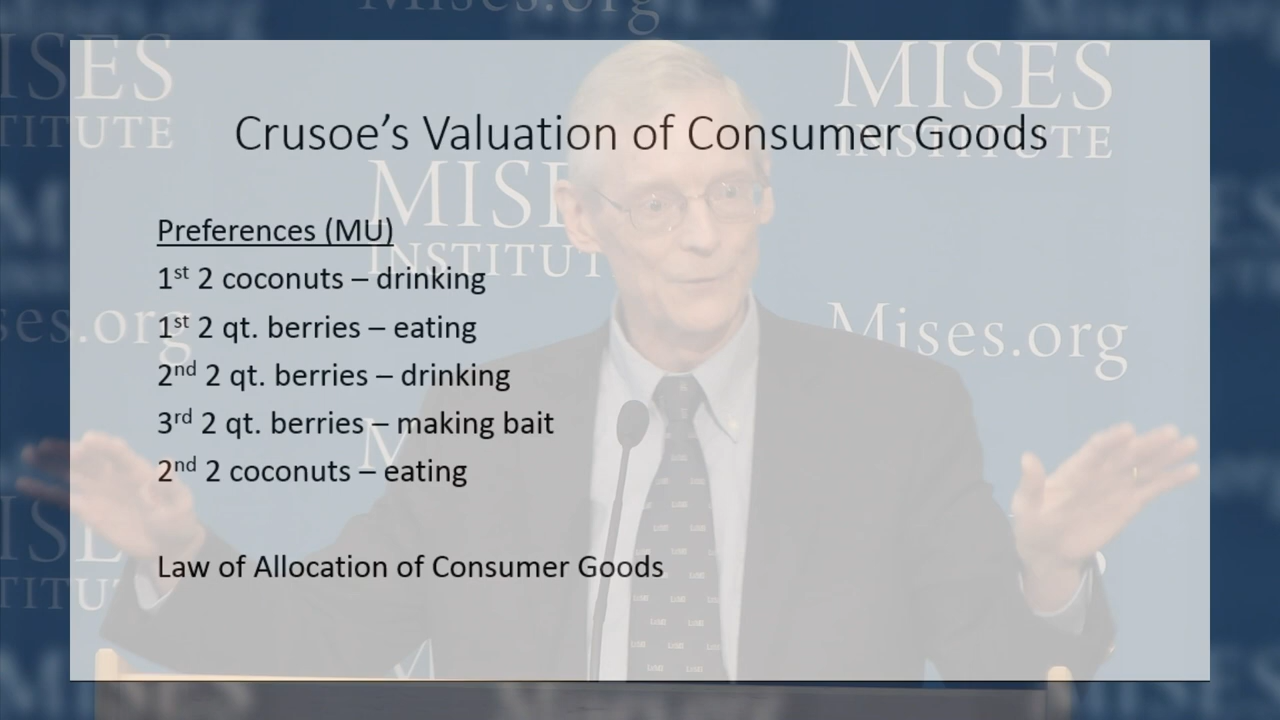 Mises.org
MISES
INSTITUTE
Crusoe's Valuation of Consumer Goods
MISES
INSTITUTE
Preferences (MU)
1st 2 coconuts – drinking
1st 2 qt. berries – eating
Mises.org
2nd 2 qt. berries – drinking
3rd 2 qt. berries – making bait
2nd 2 coconuts – eating
Law of Allocation of Consumer Goods